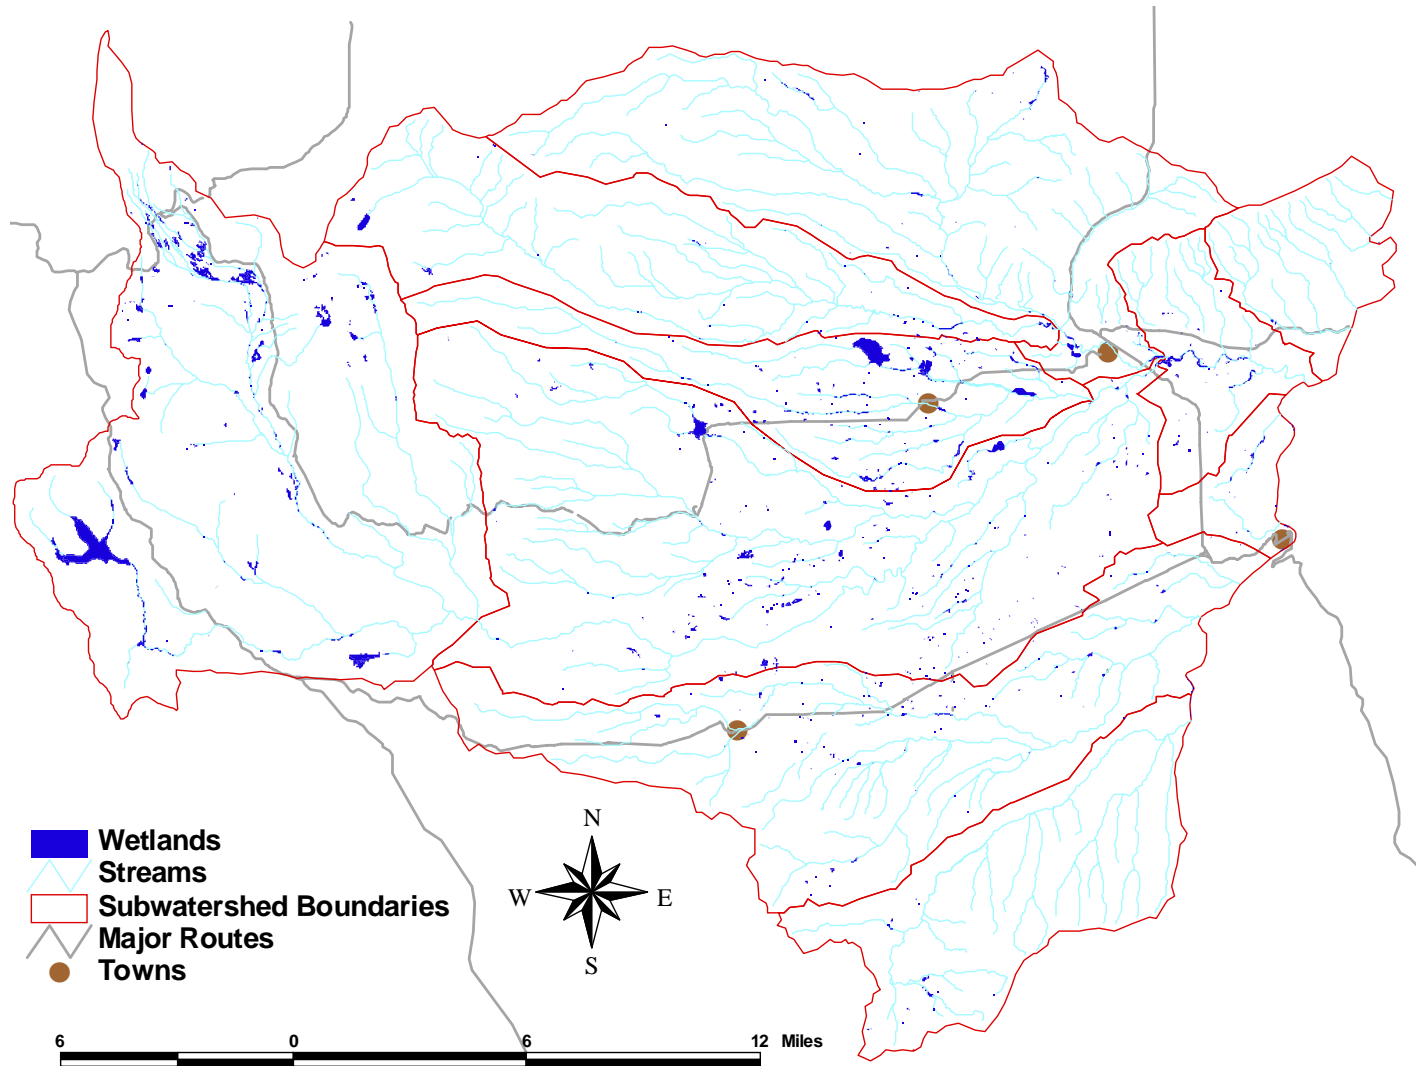 Wetlands
Streams
Subwatershed Boundaries
Major Routes
Towns
N
W E
S
6 0 6 12 Miles